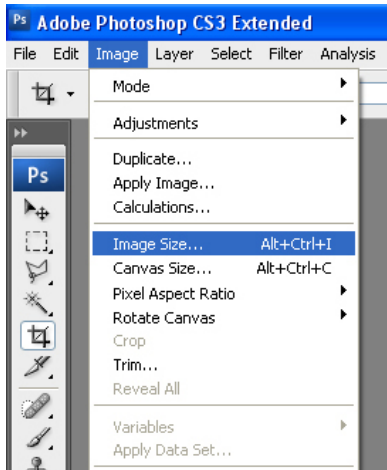 Ps Adobe Photoshop CS3 Extended
File Edit Image Layer Select Filter Analysis
Mode
Adjustments
Duplicate...
Apply Image...
Calculations...
Ps
Image Size... Alt+Ctrl+I
Canvas Size... Alt+Ctrl+C
Pixel Aspect Ratio
Rotate Canvas
Crop
Trim...
Reveal All
Variables
Apply Data Set...